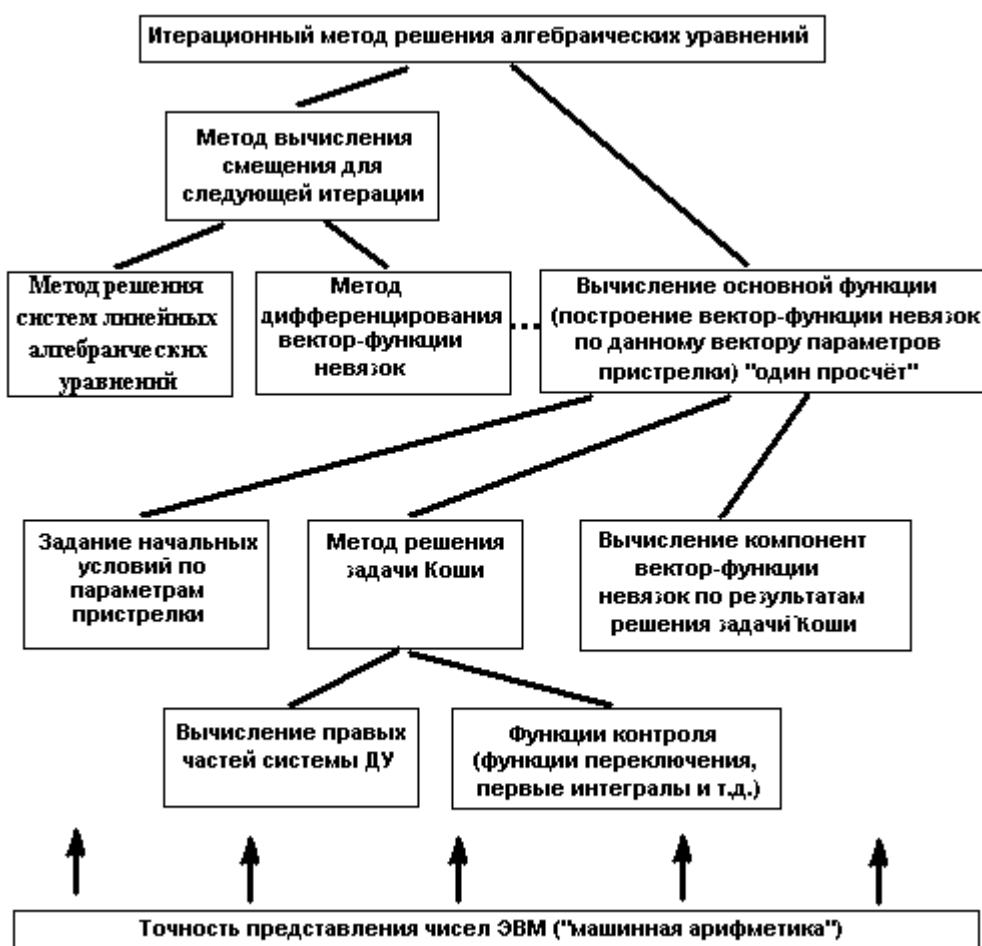 Итерационный метод решения алгебраических уравнений
Метод вычисления
смещения для
следующей итерации
Метод решения
систем линейных
алгебраических
уравнений
Метод
дифференцирования
вектор-функции
невязок
...
Вычисление основной функции
(построение вектор-функции невязок
по данному вектору параметров
пристрелки) "один просчёт"
Задание начальных
условий по
параметрам
пристрелки
Метод решения
задачи Коши
Вычисление компонент
вектор-функции
невязок по результатам
решения задачи Коши
Вычисление правых
частей системы ДУ
Функции контроля
(функции переключения,
первые интегралы и т.д.)
Точность представления чисел ЭВМ ("машинная арифметика")